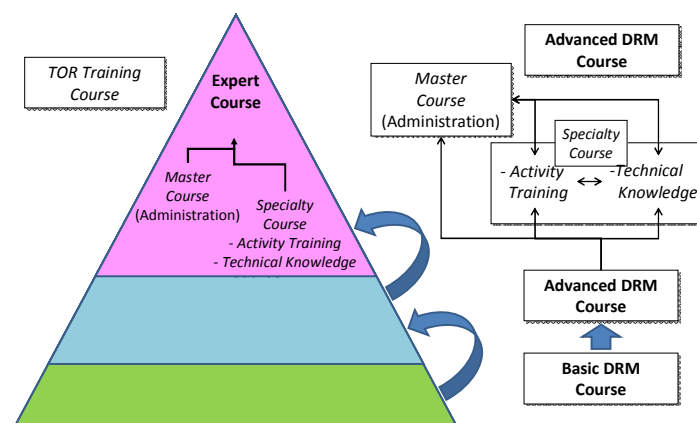 TOR Training
Course
Expert
Course
Master
Course
(Administration)
Specialty
Course
- Activity Training
- Technical Knowledge
Advanced DRM
Course
Master
Course
(Administration)
Specialty
Course
- Activity
Training
-Technical
Knowledge
Advanced DRM
Course
Basic DRM
Course